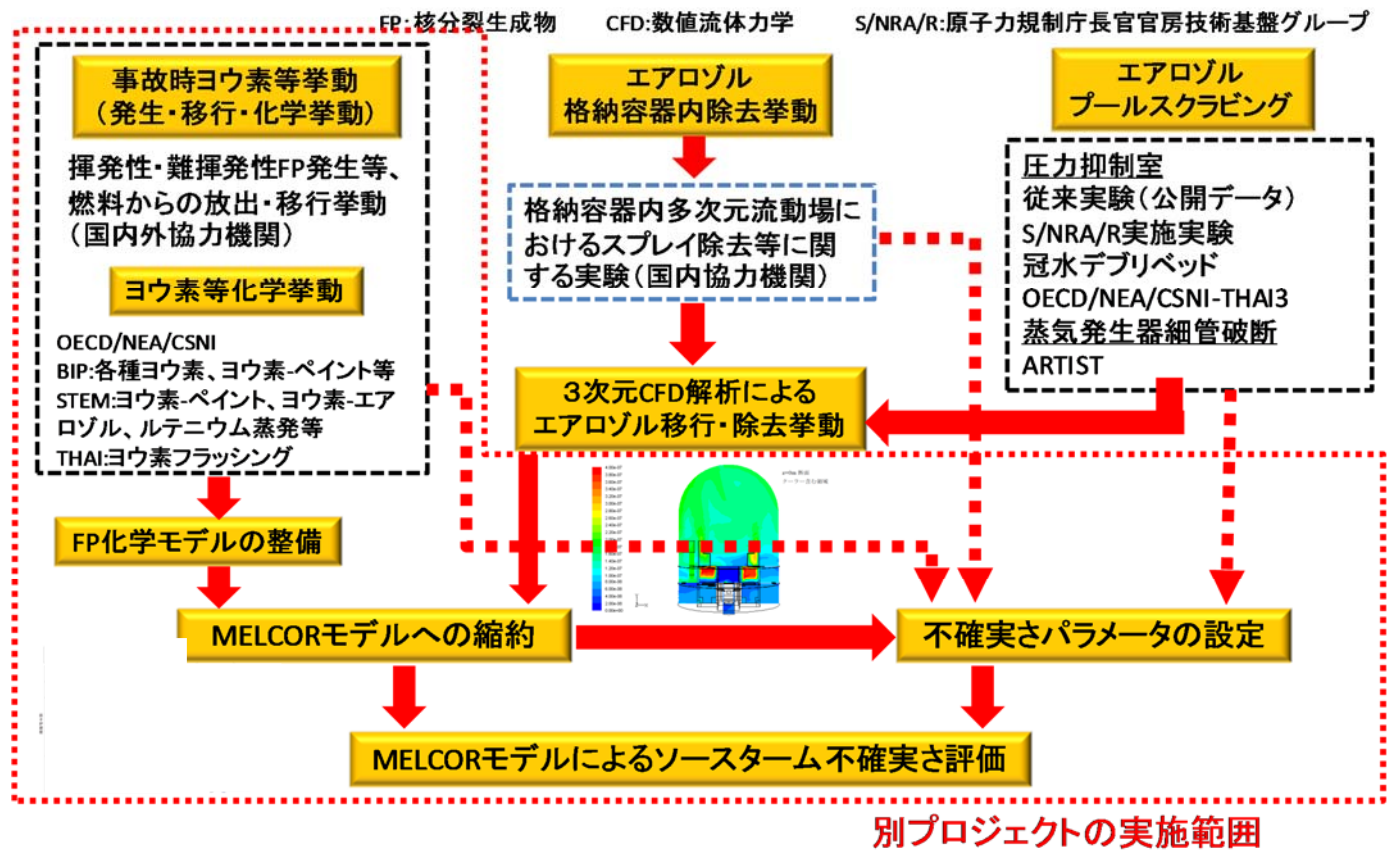 FP:核分裂生成物 CFD:数値流体力学 S/NRA/R:原子力規制庁長官官房技術基盤グループ
事故時ヨウ素等挙動
(発生・移行・化学挙動)
揮発性・難揮発性FP発生等、
燃料からの放出・移行挙動
(国内外協力機関)
ヨウ素等化学挙動
OECD/NEA/CSNI
BIP:各種ヨウ素、ヨウ素-ペイント等
STEM:ヨウ素-ペイント、ヨウ素-エア
ロゾル、ルテニウム蒸発等
THAI:ヨウ素フラッシング
エアロゾル
格納容器内除去挙動
格納容器内多次元流動場に
おけるスプレイ除去等に関
する実験(国内協力機関)
3次元CFD解析による
エアロゾル移行・除去挙動
エアロゾル
プールスクラビング
圧力抑制室
従来実験(公開データ)
S/NRA/R実施実験
冠水デブリベッド
OECD/NEA/CSNI-THAI3
蒸気発生器細管破断
ARTIST
FP化学モデルの整備
MELCORモデルへの縮約
不確実さパラメータの設定
MELCORモデルによるソースターム不確実さ評価
別プロジェクトの実施範囲